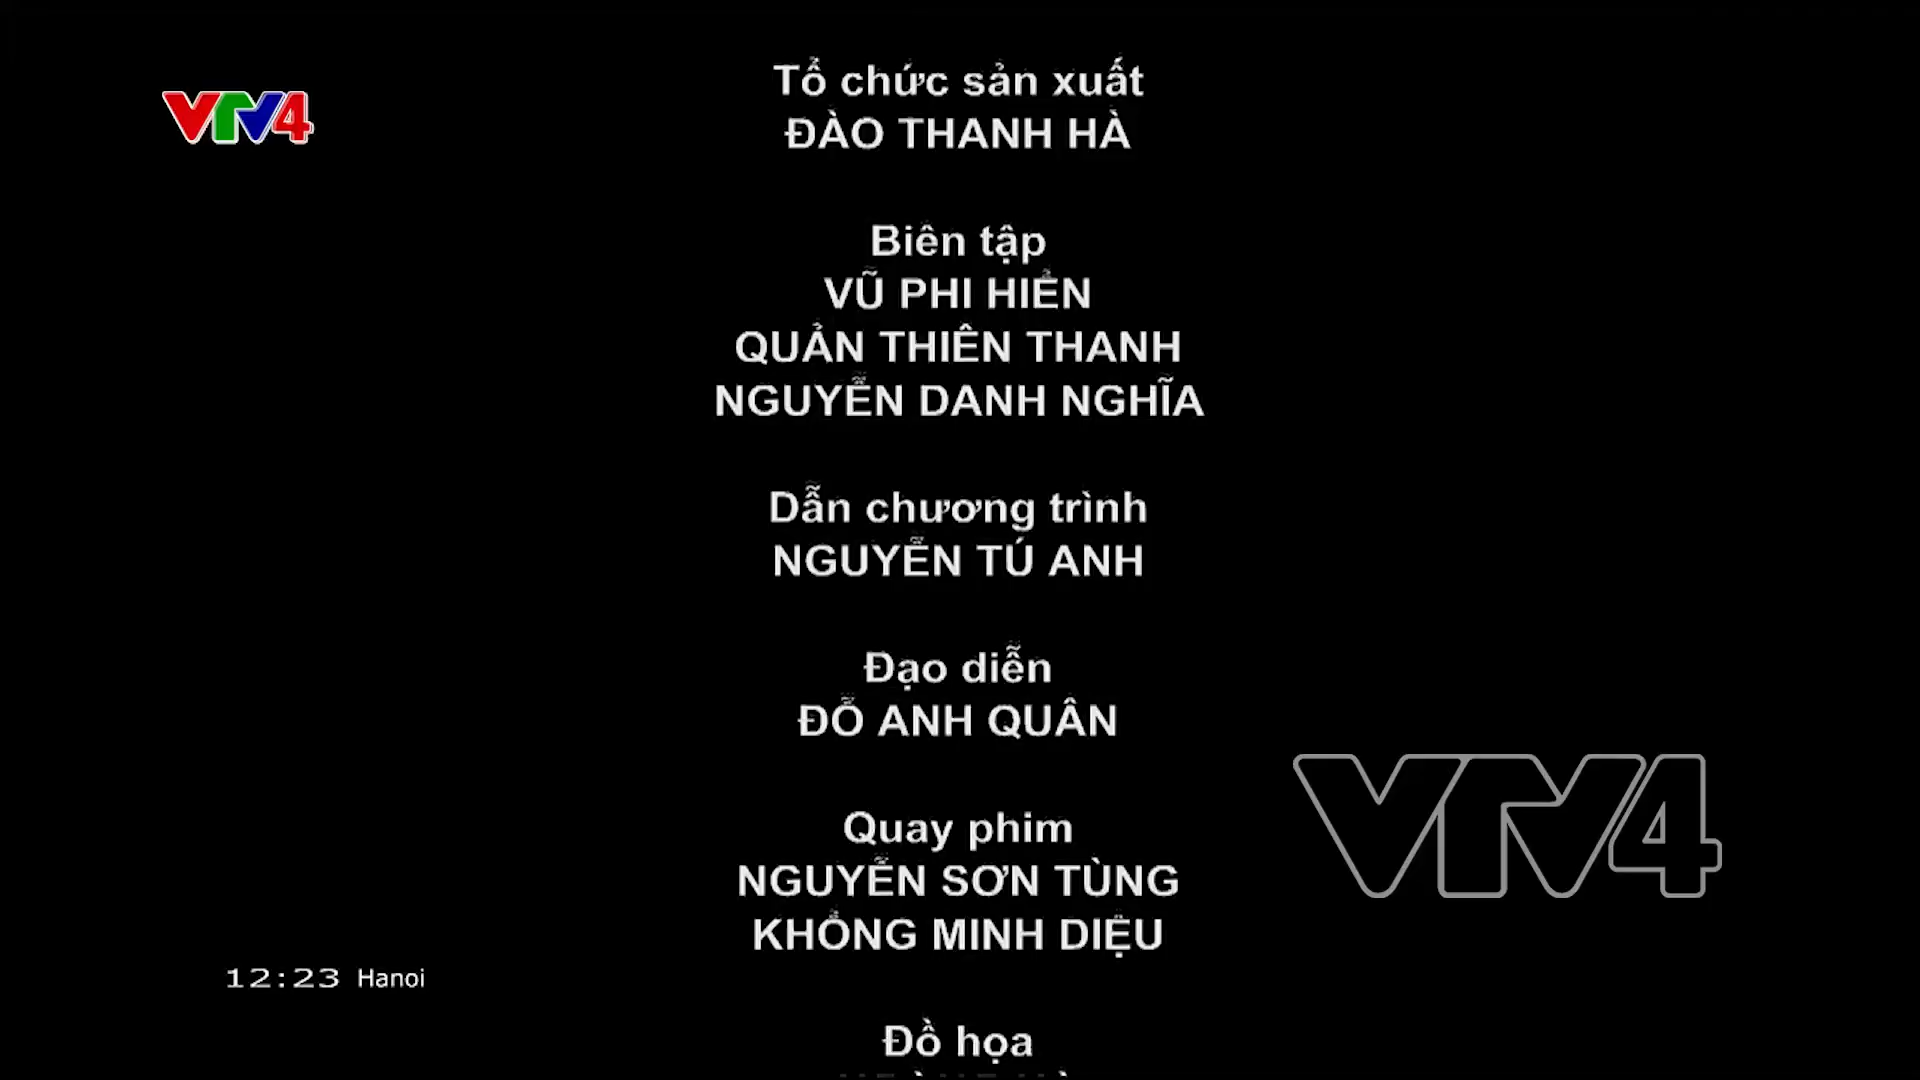 VTV4
Tổ chức sản xuất
ĐÀO THANH HÀ
Biên tập
VŨ PHI HIỂN
QUẢN THIÊN THANH
NGUYỄN DANH NGHĨA
Dẫn chương trình
NGUYỄN TÚ ANH
Đạo diễn
ĐỖ ANH QUÂN
VTV4
Quay phim
NGUYỄN SƠN TÙNG
KHỔNG MINH DIỆU
12:23 Hanoi
Đồ họa